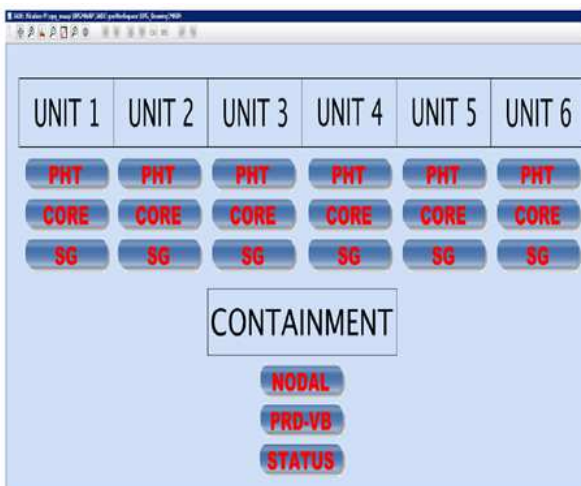 UNIT 1 UNIT 2 UNIT 3 UNIT 4 UNIT 5 UNIT 6
PHT PHT PHT PHT PHT PHT
CORE CORE CORE CORE CORE CORE
SG SG SG SG SG SG
CONTAINMENT
NODAL
PRD-VB
STATUS